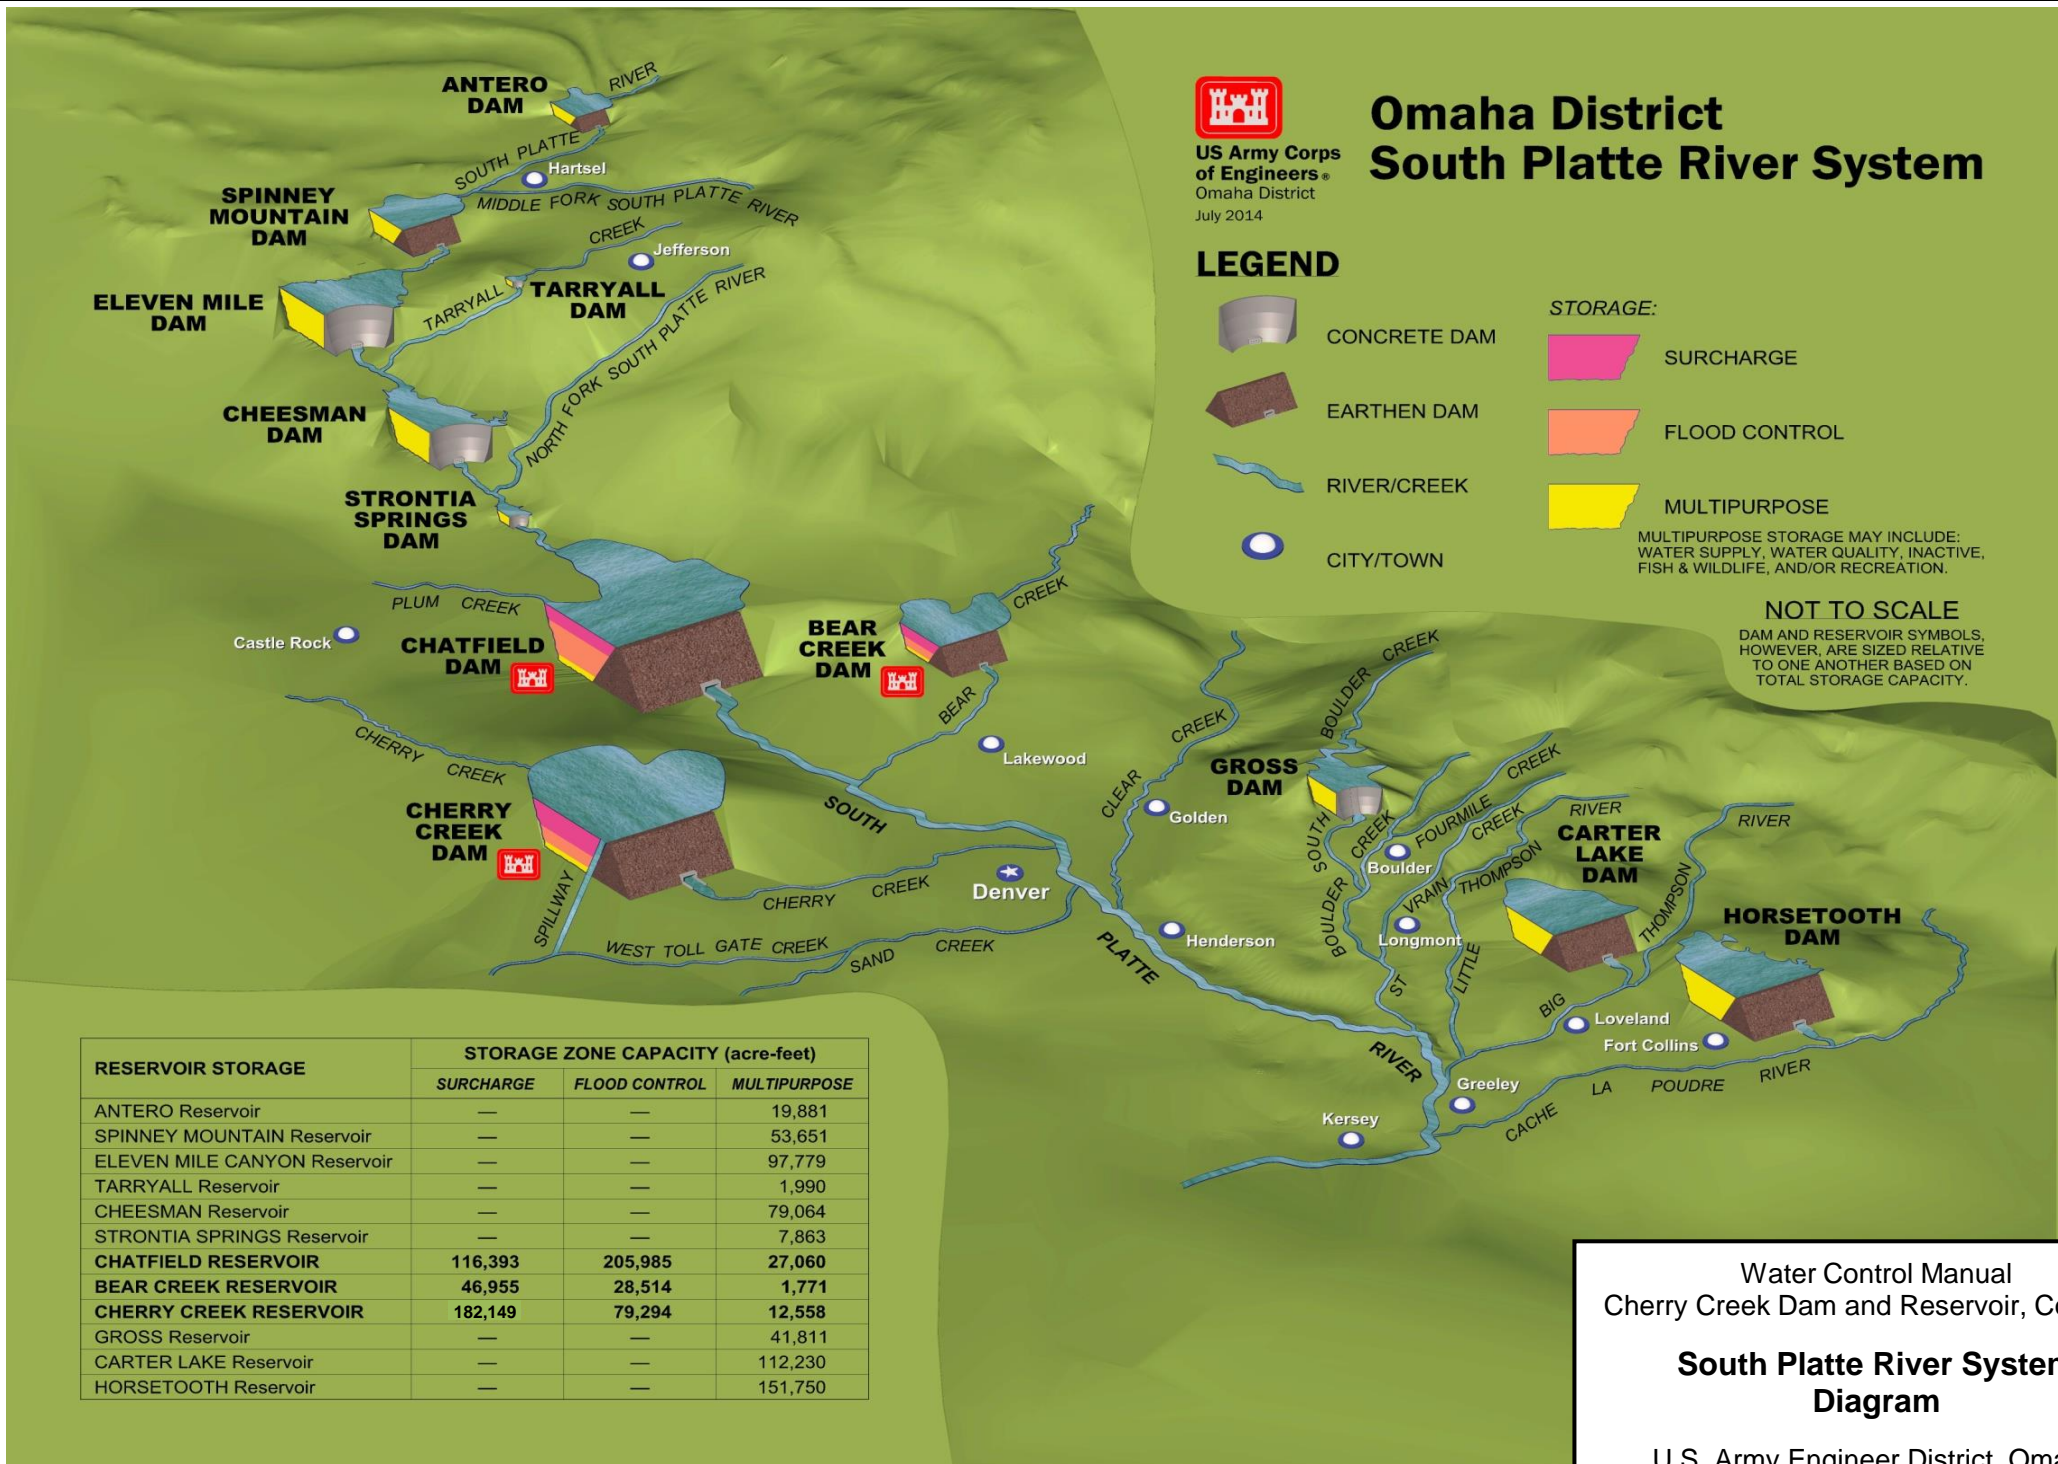 Omaha District
South Platte River System
US Army Corps
of Engineers®
Omaha District
July 2014
LEGEND
CONCRETE DAM
EARTHEN DAM
RIVER/CREEK
CITY/TOWN
STORAGE:
SURCHARGE
FLOOD CONTROL
MULTIPURPOSE
MULTIPURPOSE STORAGE MAY INCLUDE:
WATER SUPPLY, WATER QUALITY, INACTIVE,
FISH & WILDLIFE, AND/OR RECREATION.
NOT TO SCALE
DAM AND RESERVOIR SYMBOLS,
HOWEVER, ARE SIZED RELATIVE
TO ONE ANOTHER BASED ON
TOTAL STORAGE CAPACITY.
ANTERO
DAM
RIVER
SOUTH PLATTE
Hartsel
SPINNEY
MOUNTAIN
DAM
MIDDLE FORK SOUTH PLATTE RIVER
CREEK
Jefferson
ELEVEN MILE
DAM
TARRYALL
TARRYALL
DAM
NORTH FORK SOUTH PLATTE RIVER
CHEESMAN
DAM
STRONTIA
SPRINGS
DAM
PLUM CREEK
Castle Rock
CHATFIELD
DAM
BEAR
CREEK
DAM
CREEK
BEAR
Lakewood
CHERRY CREEK
CHERRY
CREEK
DAM
SPILLWAY
SOUTH
PLATTE
RIVER
CHERRY CREEK
Denver
WEST TOLL GATE CREEK
SAND CREEK
CLEAR CREEK
Golden
Henderson
BOULDER CREEK
GROSS
DAM
SOUTH
BOULDER CREEK
Boulder
FOURMILE CREEK
ST VRAIN CREEK
Longmont
LITTLE THOMPSON RIVER
CARTER
LAKE
DAM
BIG THOMPSON RIVER
HORSETOOTH
DAM
Loveland
Fort Collins
Greeley
Kersey
CACHE LA POUDRE RIVER
RESERVOIR STORAGE STORAGE ZONE CAPACITY (acre-feet)
SURCHARGE FLOOD CONTROL MULTIPURPOSE
ANTERO Reservoir — — 19,881
SPINNEY MOUNTAIN Reservoir — — 53,651
ELEVEN MILE CANYON Reservoir — — 97,779
TARRYALL Reservoir — — 1,990
CHEESMAN Reservoir — — 79,064
STRONTIA SPRINGS Reservoir — — 7,863
CHATFIELD RESERVOIR 116,393 205,985 27,060
BEAR CREEK RESERVOIR 46,955 28,514 1,771
CHERRY CREEK RESERVOIR 182,149 79,294 12,558
GROSS Reservoir — — 41,811
CARTER LAKE Reservoir — — 112,230
HORSETOOTH Reservoir — — 151,750
Water Control Manual
Cherry Creek Dam and Reservoir,
South Platte River
Diagram
U.S. Army Engineer District,